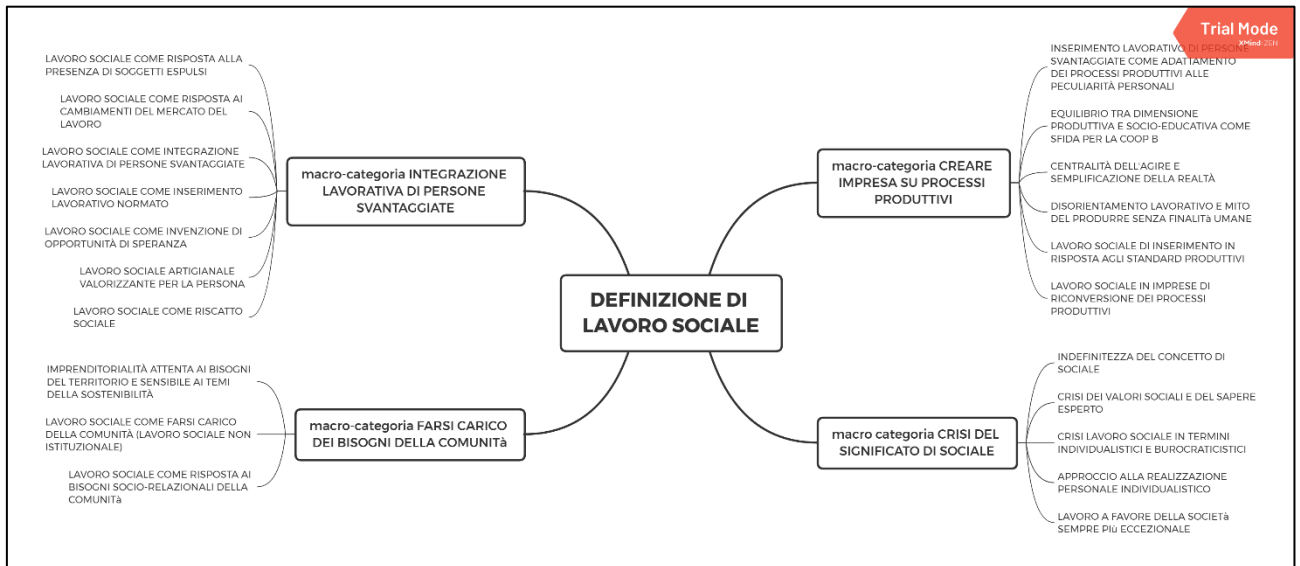 Trial Mode
XMind:ZEN
LAVORO SOCIALE COME RISPOSTA ALLA
PRESENZA DI SOGGETTI ESPULSI
LAVORO SOCIALE COME RISPOSTA AI
CAMBIAMENTI DEL MERCATO DEL
LAVORO
LAVORO SOCIALE COME INTEGRAZIONE
LAVORATIVA DI PERSONE SVANTAGGIATE
LAVORO SOCIALE COME INSERIMENTO
LAVORATIVO NORMATO
LAVORO SOCIALE COME INVENZIONE DI
OPPORTUNITÀ DI SPERANZA
LAVORO SOCIALE ARTIGIANALE
VALORIZZANTE PER LA PERSONA
LAVORO SOCIALE COME RISCATTO
SOCIALE
macro-categoria INTEGRAZIONE
LAVORATIVA DI PERSONE
SVANTAGGIATE
IMPRENDITORIALITÀ ATTENTA AI BISOGNI
DEL TERRITORIO E SENSIBILE AI TEMI
DELLA SOSTENIBILITÀ
LAVORO SOCIALE COME FARSI CARICO
DELLA COMUNITÀ (LAVORO SOCIALE NON
ISTITUZIONALE)
LAVORO SOCIALE COME RISPOSTA AI
BISOGNI SOCIO-RELAZIONALI DELLA
COMUNITà
macro-categoria FARSI CARICO
DEI BISOGNI DELLA COMUNITà
DEFINIZIONE DI
LAVORO SOCIALE
macro-categoria CREARE
IMPRESA SU PROCESSI
PRODUTTIVI
INSERIMENTO LAVORATIVO DI PERSONE
SVANTAGGIATE COME ADATTAMENTO
DEI PROCESSI PRODUTTIVI ALLE
PECULIARITÀ PERSONALI
EQUILIBRIO TRA DIMENSIONE
PRODUTTIVA E SOCIO-EDUCATIVA COME
SFIDA PER LA COOP B
CENTRALITÀ DELL'AGIRE E
SEMPLIFICAZIONE DELLA REALTÀ
DISORIENTAMENTO LAVORATIVO E MITO
DEL PRODURRE SENZA FINALITà UMANE
LAVORO SOCIALE DI INSERIMENTO IN
RISPOSTA AGLI STANDARD PRODUTTIVI
LAVORO SOCIALE IN IMPRESE DI
RICONVERSIONE DEI PROCESSI
PRODUTTIVI
macro categoria CRISI DEL
SIGNIFICATO DI SOCIALE
INDEFINITEZZA DEL CONCETTO DI
SOCIALE
CRISI DEI VALORI SOCIALI E DEL SAPERE
ESPERTO
CRISI LAVORO SOCIALE IN TERMINI
INDIVIDUALISTICI E BUROCRATICISTICI
APPROCCIO ALLA REALIZZAZIONE
PERSONALE INDIVIDUALISTICO
LAVORO A FAVORE DELLA SOCIETà
SEMPRE PIù ECCEZIONALE